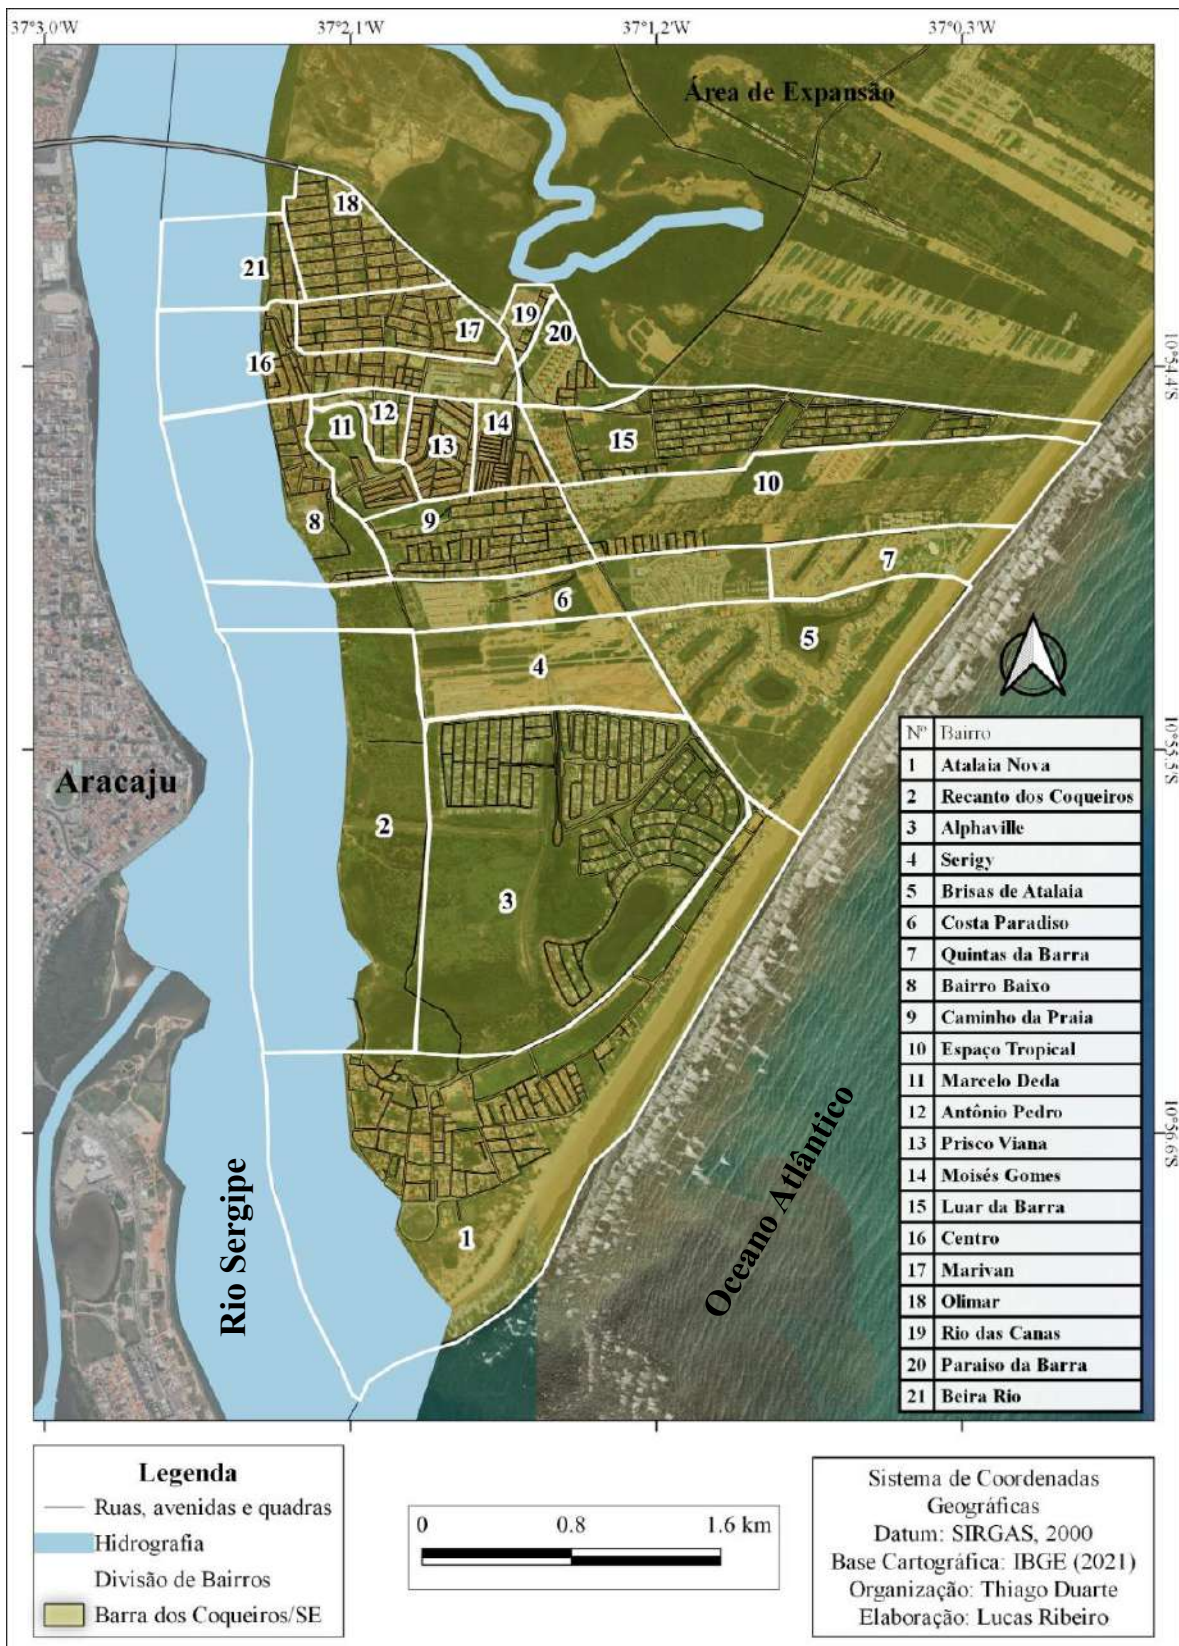 37°3.0'W 37°2.1'W 37°1.2'W 37°0.3'W
Área de Expansão
18
21
19
17
20
10°54.4'S
16
12
14
11
13
15
10
8
9
7
6
5
4
10°55.5'S
Aracaju
2
3
10°56.6'S
Oceano Atlântico
Rio Sergipe
1
Nº Bairro
1 Atalaia Nova
2 Recanto dos Coqueiros
3 Alphaville
4 Serigy
5 Brisas de Atalaia
6 Costa Paradiso
7 Quintas da Barra
8 Bairro Baixo
9 Caminho da Praia
10 Espaço Tropical
11 Marcelo Deda
12 Antônio Pedro
13 Prisco Viana
14 Moisés Gomes
15 Luar da Barra
16 Centro
17 Marivan
18 Olimar
19 Rio das Canas
20 Paraiso da Barra
21 Beira Rio
Legenda
Ruas, avenidas e quadras
Hidrografia
Divisão de Bairros
Barra dos Coqueiros/SE
0 0.8 1.6 km
Sistema de Coordenadas
Geográficas
Datum: SIRGAS, 2000
Base Cartográfica: IBGE (2021)
Organização: Thiago Duarte
Elaboração: Lucas Ribeiro